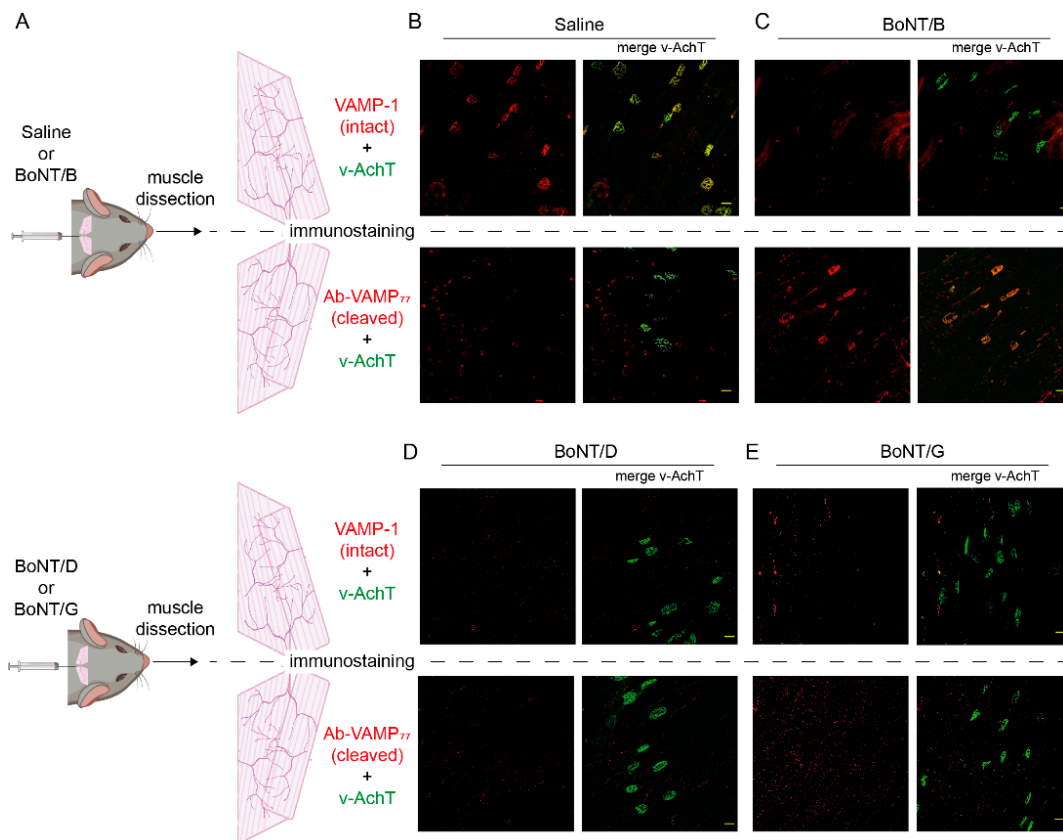 A
Saline
or
BoNT/B
muscle
dissection
VAMP-1
(intact)
+
v-AchT
immunostaining
Ab-VAMP₇₇
(cleaved)
+
v-AchT
B
Saline
merge v-AchT
C
BoNT/B
merge v-AchT
BoNT/D
or
BoNT/G
muscle
dissection
VAMP-1
(intact)
+
v-AchT
immunostaining
Ab-VAMP₇₇
(cleaved)
+
v-AchT
D
BoNT/D
merge v-AchT
E
BoNT/G
merge v-AchT